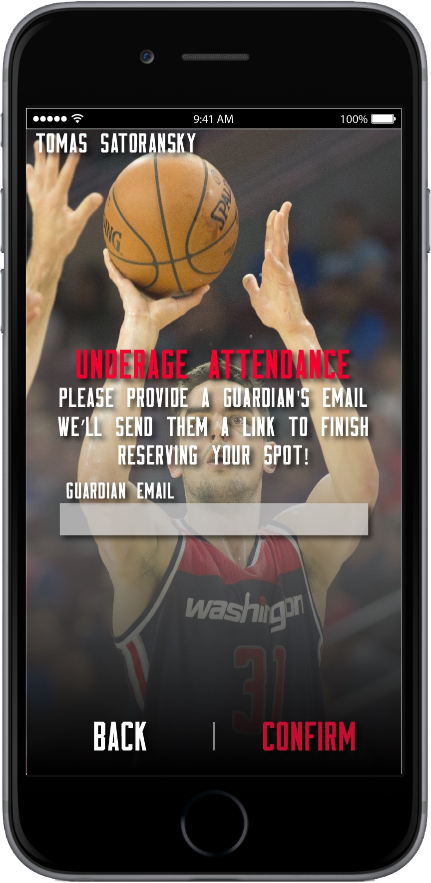 9:41 AM
100%
TOMAS SATORANSKY
SPALDING
NG
UNDERAGE ATTENDANCE
PLEASE PROVIDE A GUARDIAN'S EMAIL
WE'LL SEND THEM A LINK TO FINISH
RESERVING YOUR SPOT!
GUARDIAN EMAIL
washington
31
BACK | CONFIRM